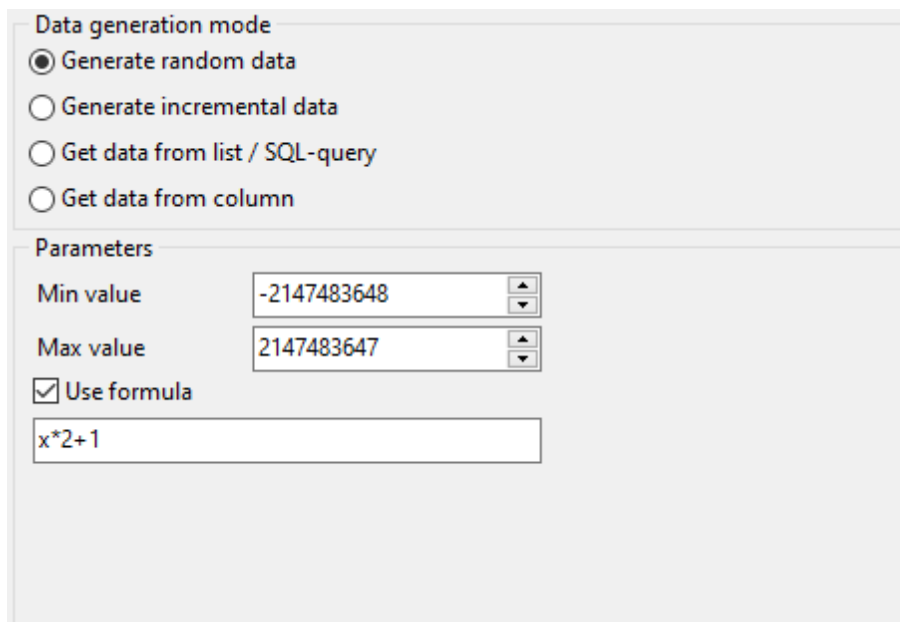 Data generation mode
Generate random data
Generate incremental data
Get data from list / SQL-query
Get data from column
Parameters
Min value -2147483648
Max value 2147483647
Use formula
x*2+1